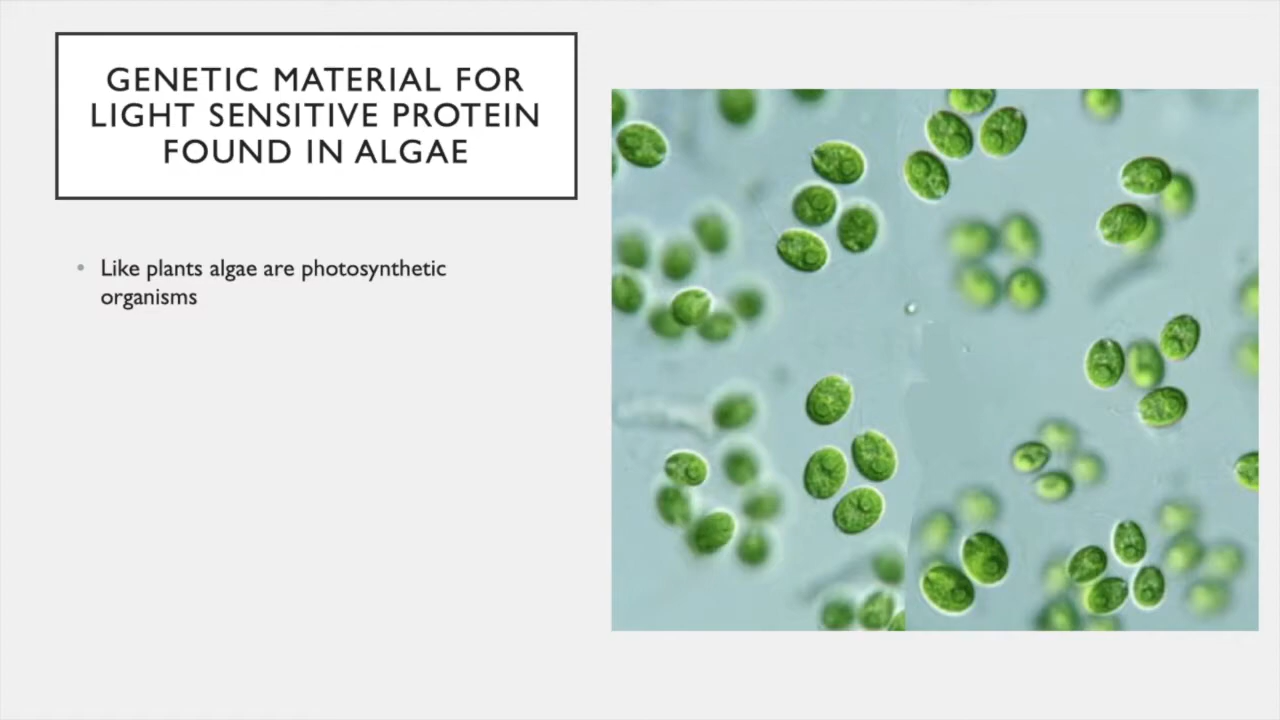 GENETIC MATERIAL FOR
LIGHT SENSITIVE PROTEIN
FOUND IN ALGAE
• Like plants algae are photosynthetic
organisms